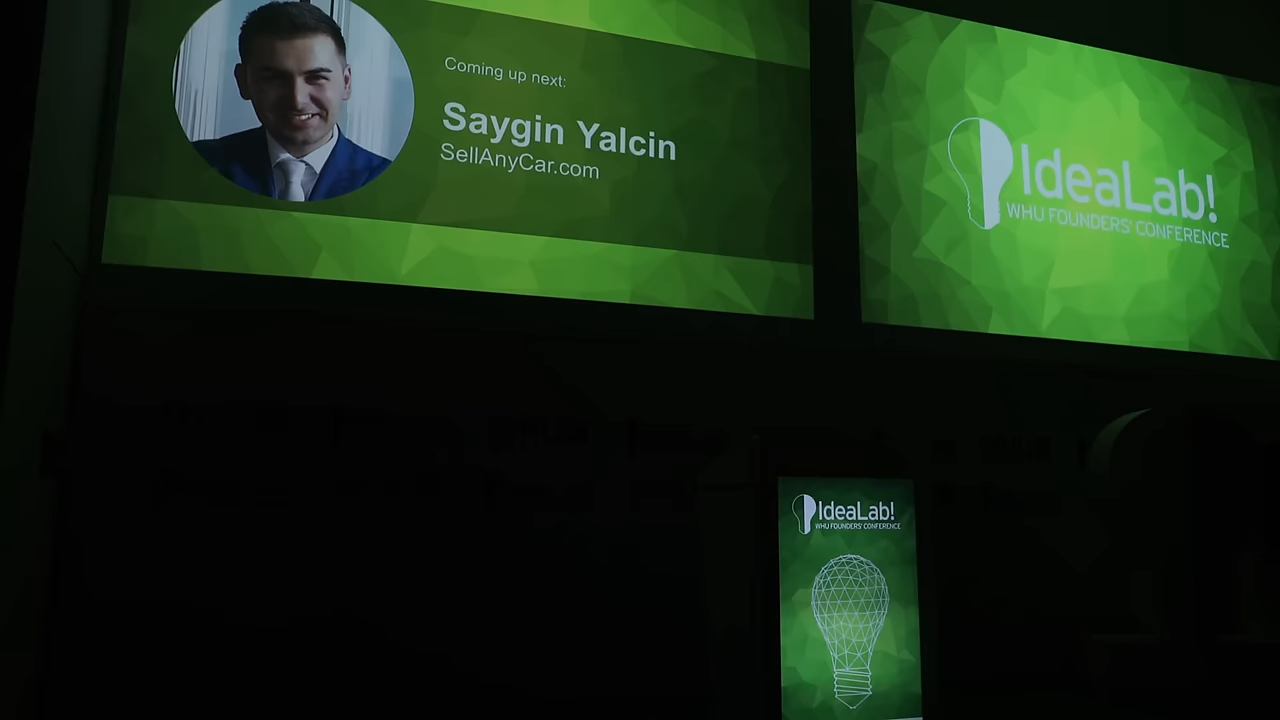 Coming up next:
Saygin Yalcin
SellAnyCar.com
IdeaLab!
WHU FOUNDERS' CONFERENCE
IdeaLab!
WHU FOUNDERS' CONFERENCE